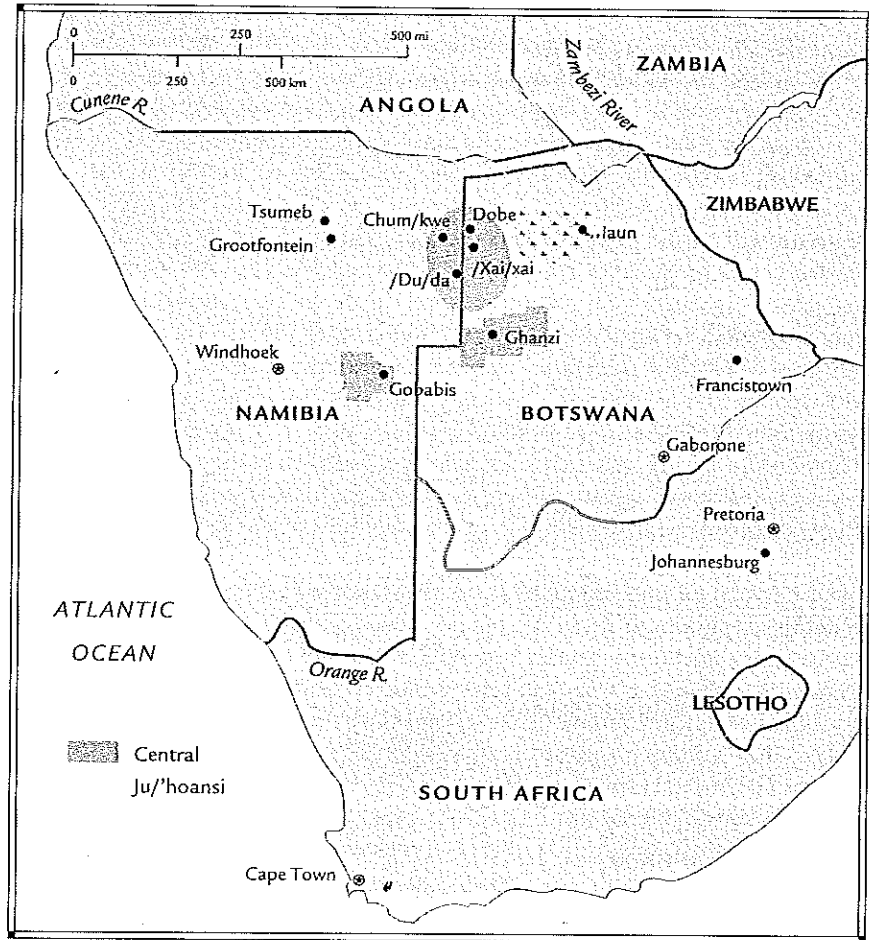 0 250 500 mi
0 250 500 km
ZAMBIA
Zambezi River
ANGOLA
Cunene R.
ZIMBABWE
Tsumeb
Chum/kwe
Dobe
Grootfontein
/Xai/xai
/Du/da
Ghanzi
Windhoek
Gobabis
Francistown
NAMIBIA
BOTSWANA
Gaborone
Pretoria
Johannesburg
ATLANTIC
OCEAN
Orange R.
LESOTHO
Central
Ju/'hoansi
SOUTH AFRICA
Cape Town